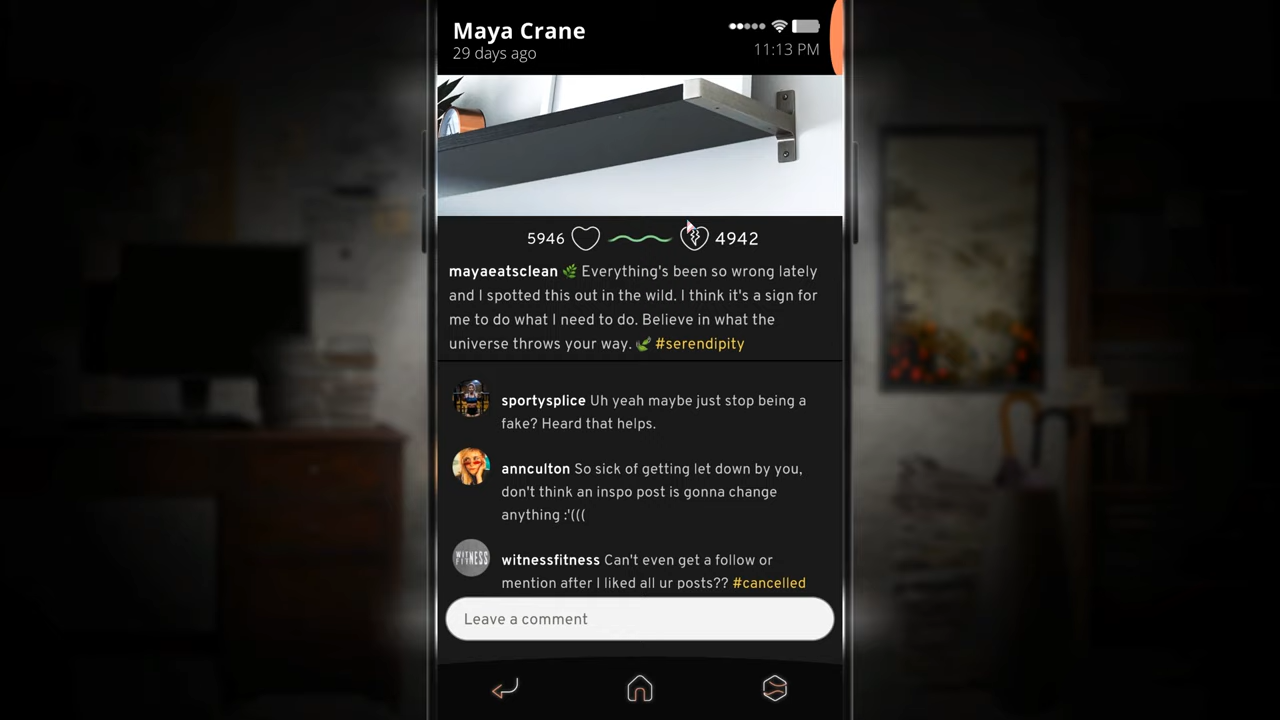 Maya Crane
29 days ago
11:13 PM
5946
4942
mayaeatsclean 🌿 Everything's been so wrong lately
and I spotted this out in the wild. I think it's a sign for
me to do what I need to do. Believe in what the
universe throws your way. 🍃 #serendipity
sportysplice Uh yeah maybe just stop being a
fake? Heard that helps.
annculton So sick of getting let down by you,
don't think an inspo post is gonna change
anything :'(((
WITNESS
FITNESS
witnessfitness Can't even get a follow or
mention after I liked all ur posts?? #cancelled
Leave a comment